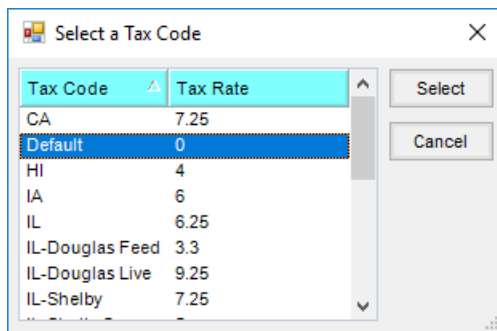 Select a Tax Code
Tax Code Tax Rate
Select
CA 7.25
Default 0
Cancel
HI 4
IA 6
IL 6.25
IL-Douglas Feed 3.3
IL-Douglas Live 9.25
IL-Shelby 7.25